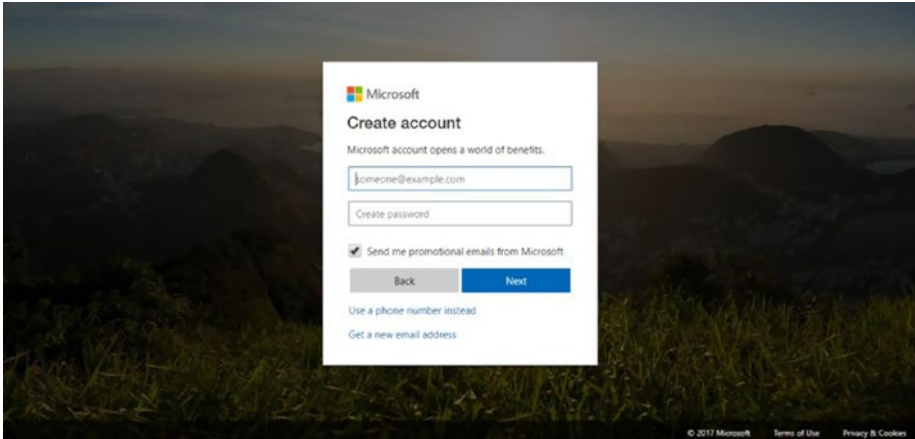 Microsoft
Create account
Microsoft account opens a world of benefits.
someone@example.com
Create password
Send me promotional emails from Microsoft
Back Next
Use a phone number instead
Get a new email address
© 2017 Microsoft Terms of Use Privacy & Cookies